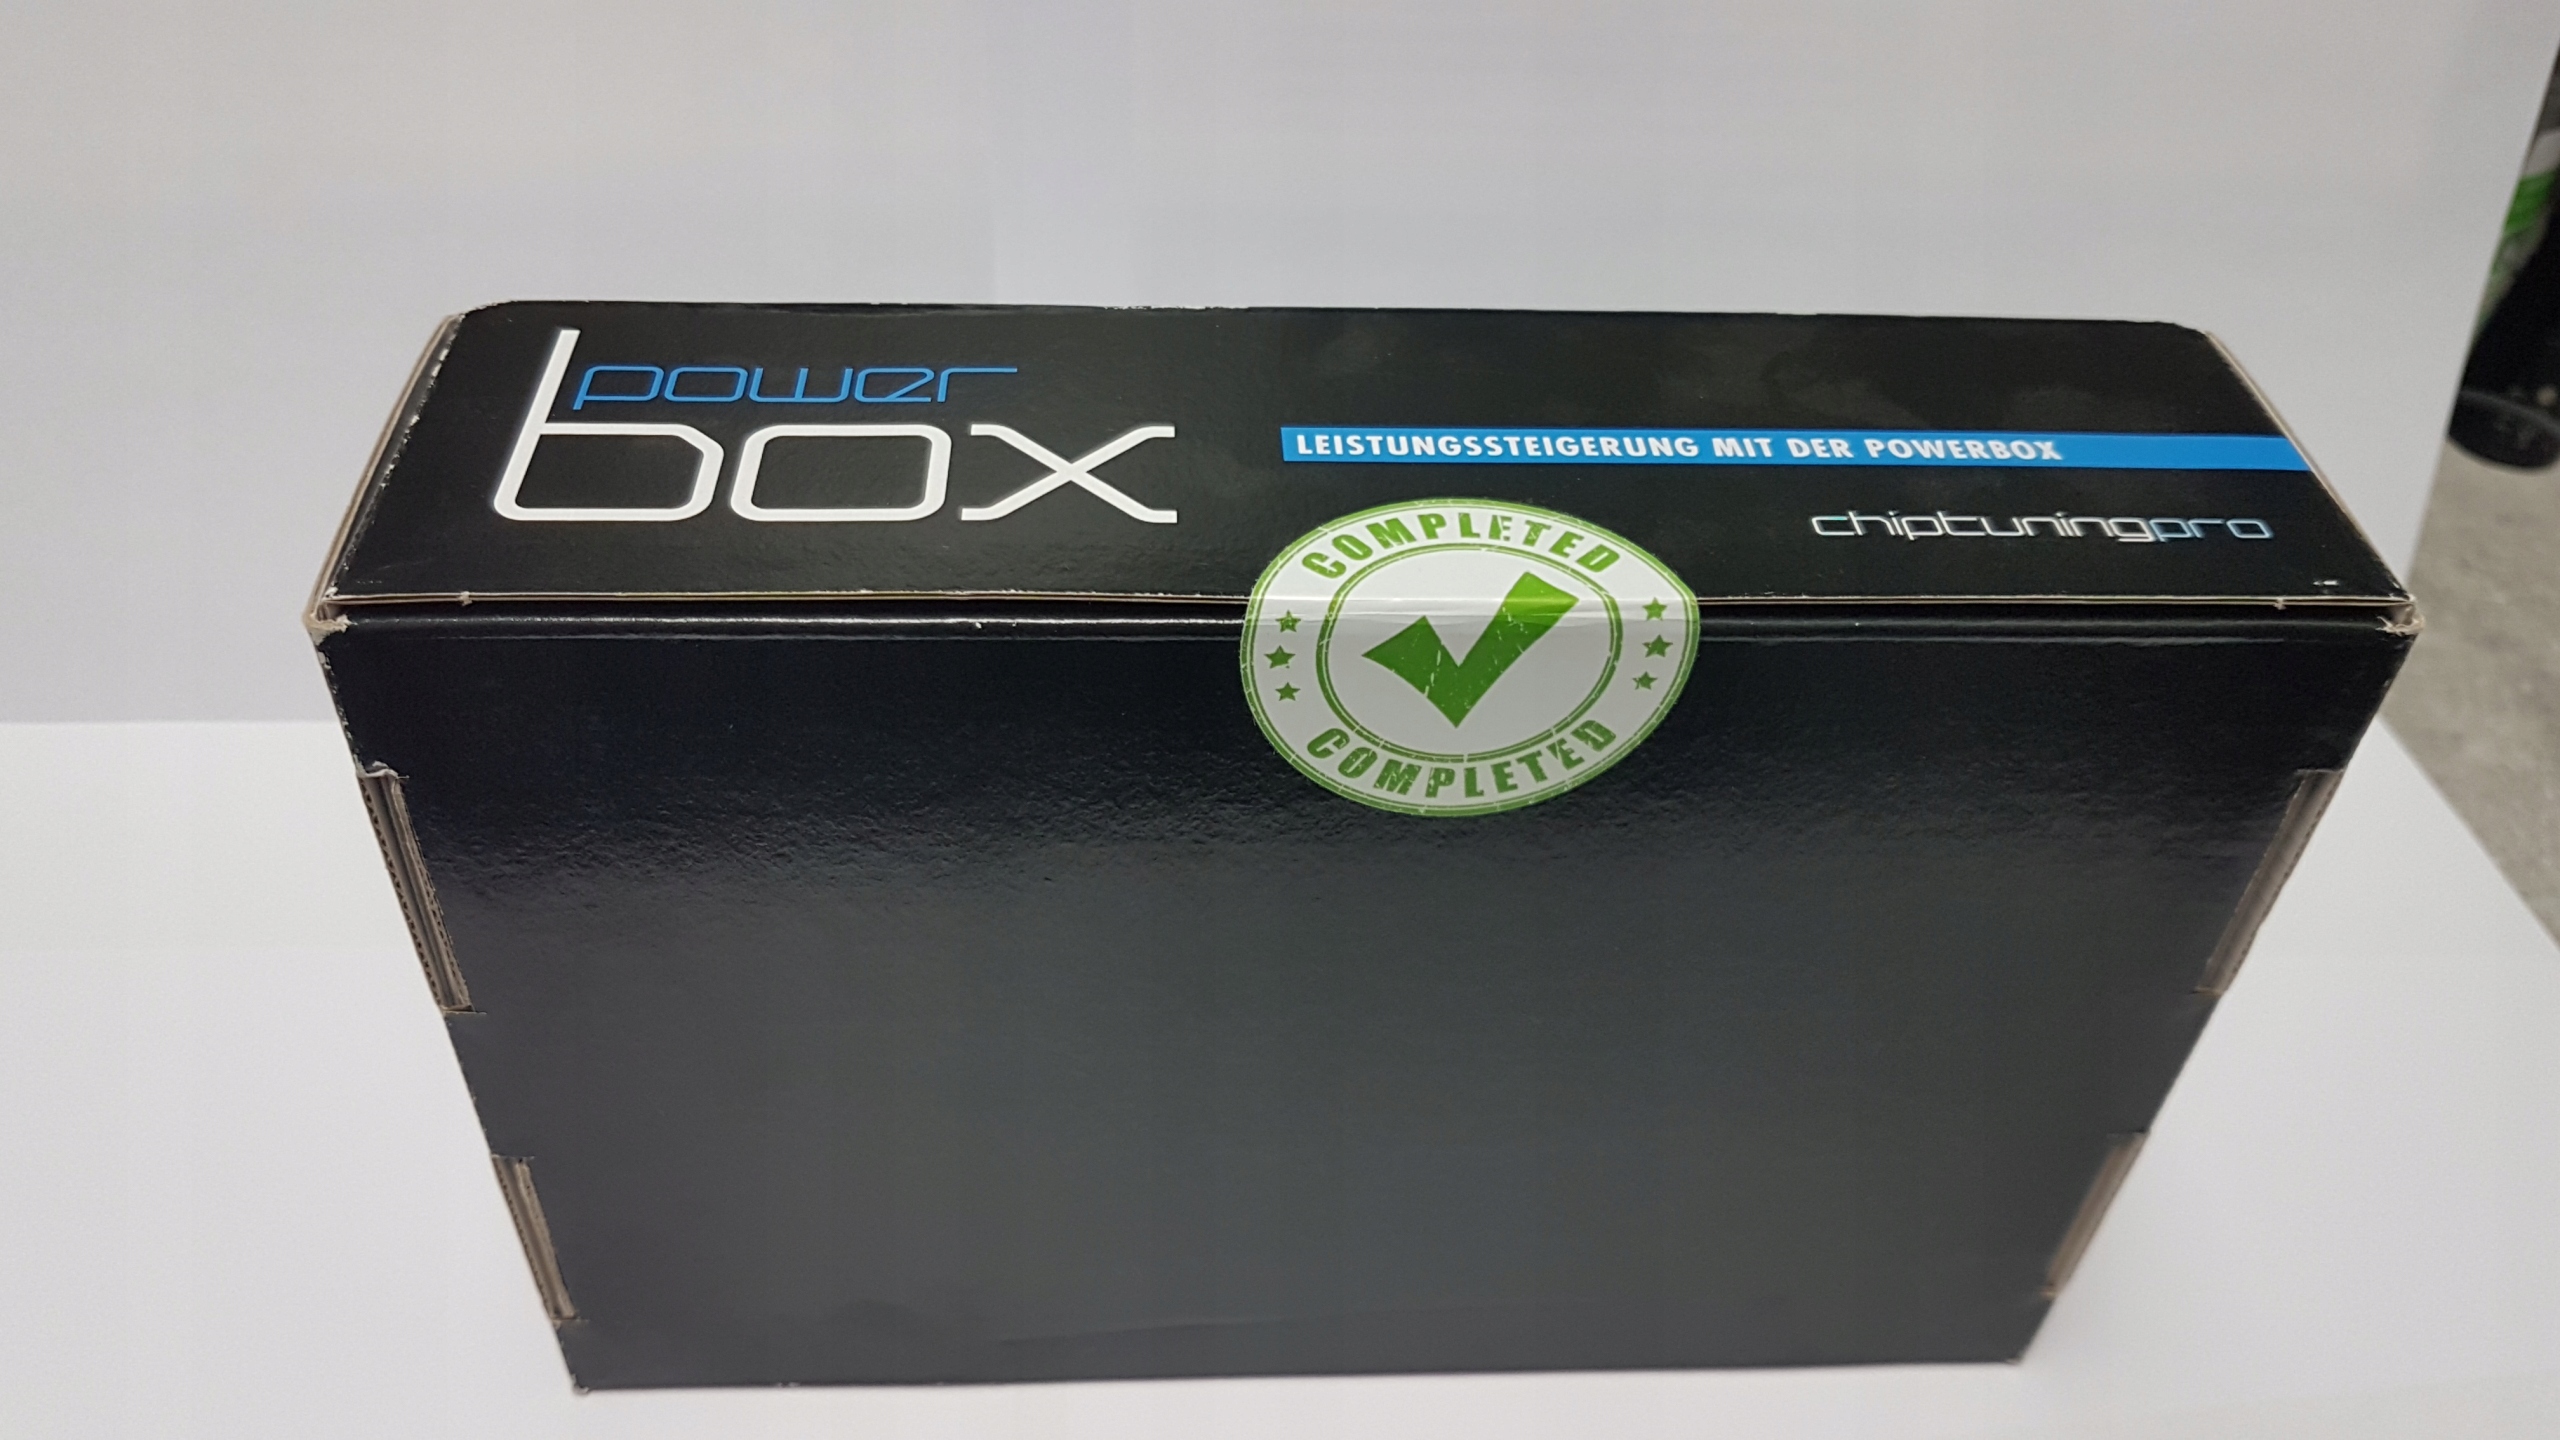 power
box
LEISTUNGSSTEIGERUNG MIT DER POWERBOX
chiptuningpro
COMPLETED
COMPLETED